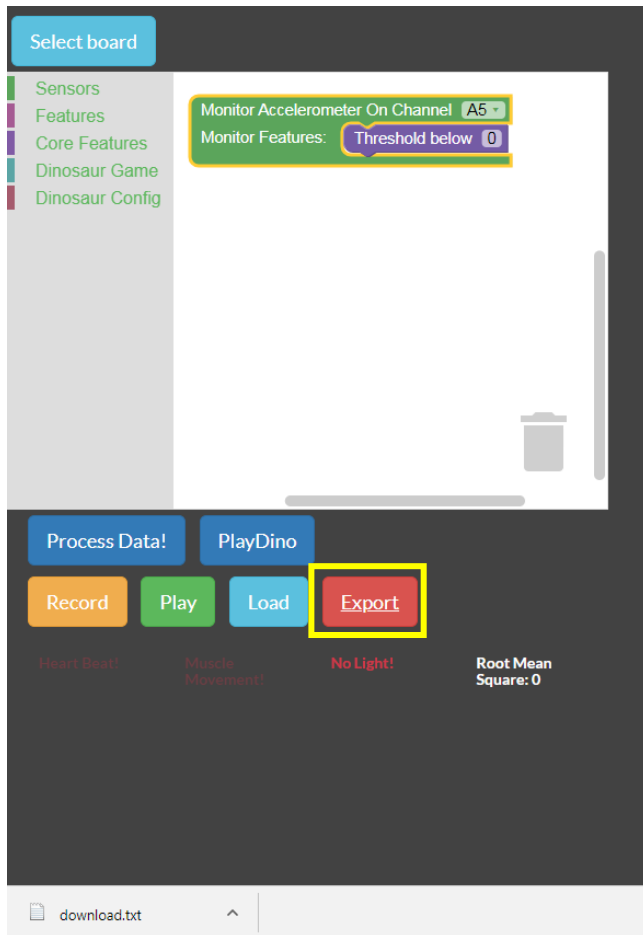 Select board
Sensors
Features
Core Features
Dinosaur Game
Dinosaur Config
Monitor Accelerometer On Channel A5
Monitor Features: Threshold below 0
Process Data! PlayDino
Record Play Load Export
Heart Beat! Muscle Movement! No Light! Root Mean Square: 0
download.txt